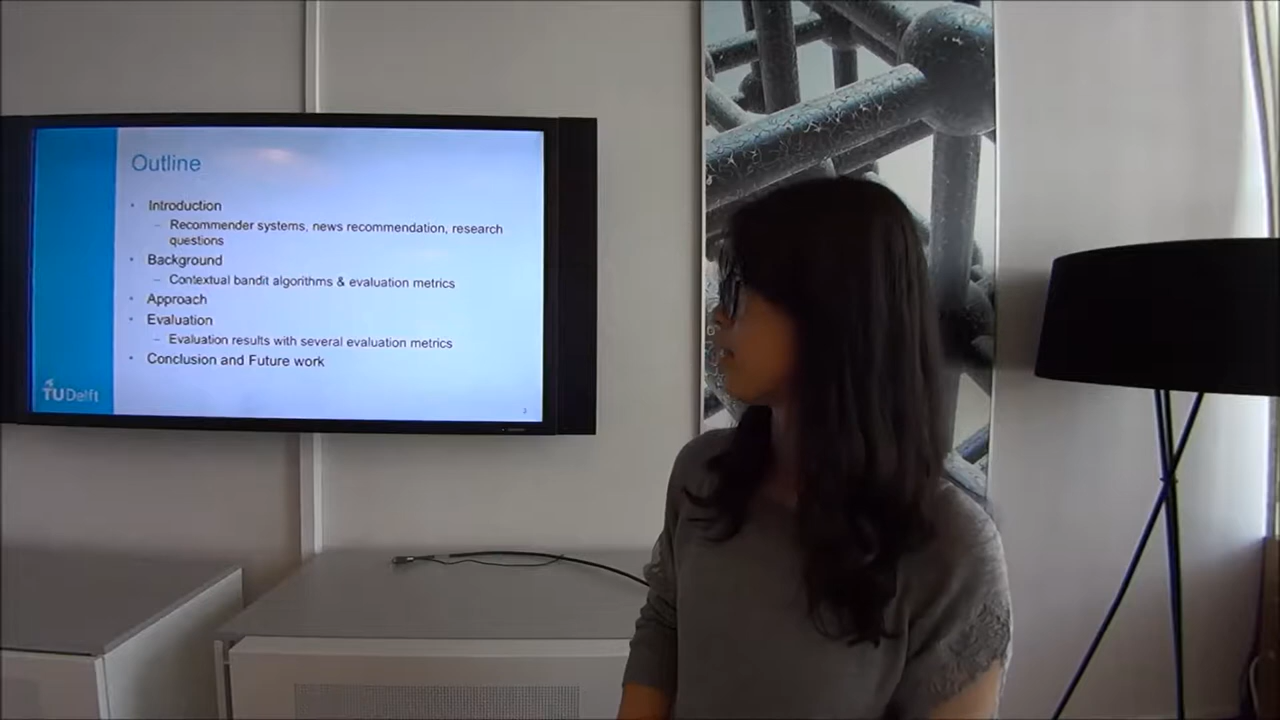 Outline
• Introduction
– Recommender systems, news recommendation, research
questions
• Background
– Contextual bandit algorithms & evaluation metrics
• Approach
• Evaluation
– Evaluation results with several evaluation metrics
• Conclusion and Future work
TUDelft